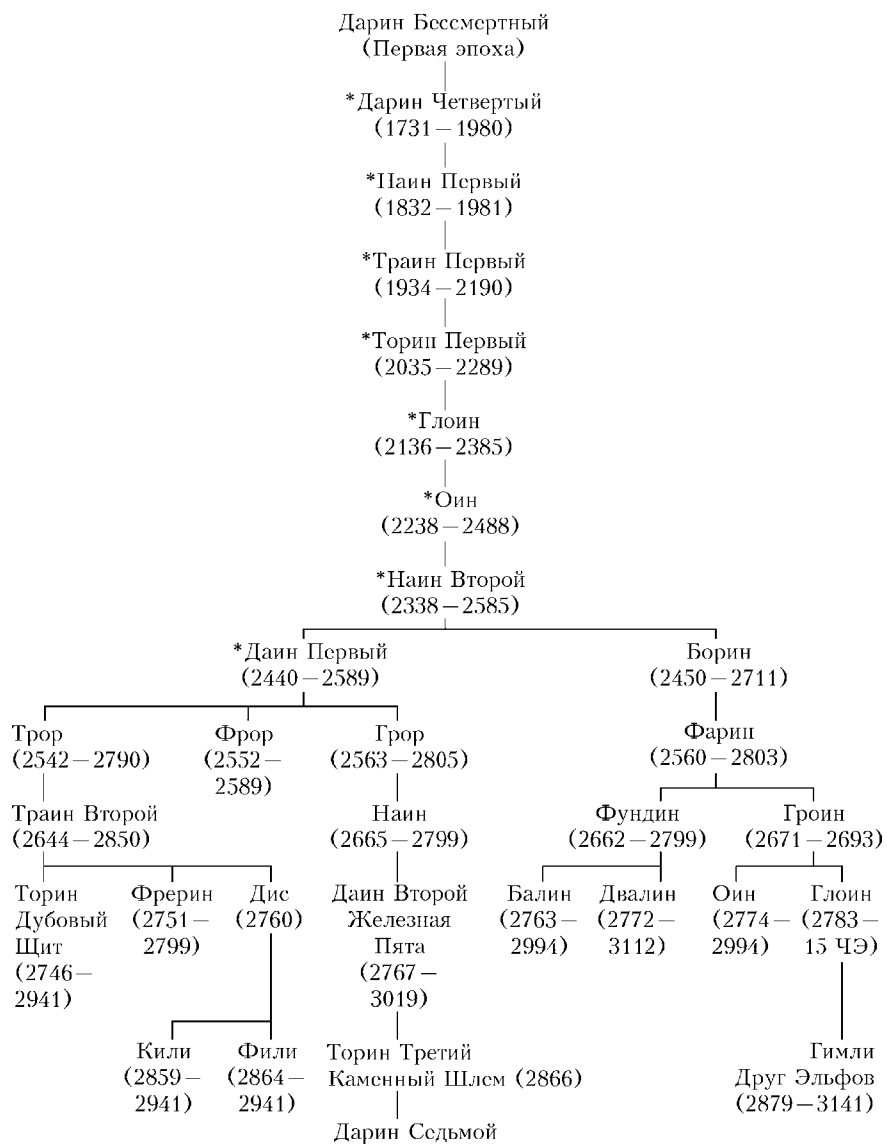 Дарин Бессмертный
(Первая эпоха)
*Дарин Четвертый
(1731–1980)
*Наин Первый
(1832–1981)
*Траин Первый
(1934–2190)
*Торин Первый
(2035–2289)
*Глоин
(2136–2385)
*Оин
(2238–2488)
*Наин Второй
(2338–2585)
*Даин Первый
(2440–2589)
Борин
(2450–2711)
Трор
(2542–2790)
Фрор
(2552–
2589)
Грор
(2563–2805)
Фарин
(2560–2803)
Траин Второй
(2644–2850)
Наин
(2665–2799)
Фундин
(2662–2799)
Гроин
(2671–2693)
Торин
Дубовый
Щит
(2746–
2941)
Фрерин
(2751–
2799)
Дис
(2760)
Даин Второй
Железная
Пята
(2767–
3019)
Балин
(2763–
2994)
Двалин
(2772–
3112)
Оин
(2774–
2994)
Глоин
(2783–
15 ЧЭ)
Кили
(2859–
2941)
Фили
(2864–
2941)
Торин Третий
Каменный Шлем (2866)
Гимли
Друг Эльфов
(2879–3141)
Дарин Седьмой